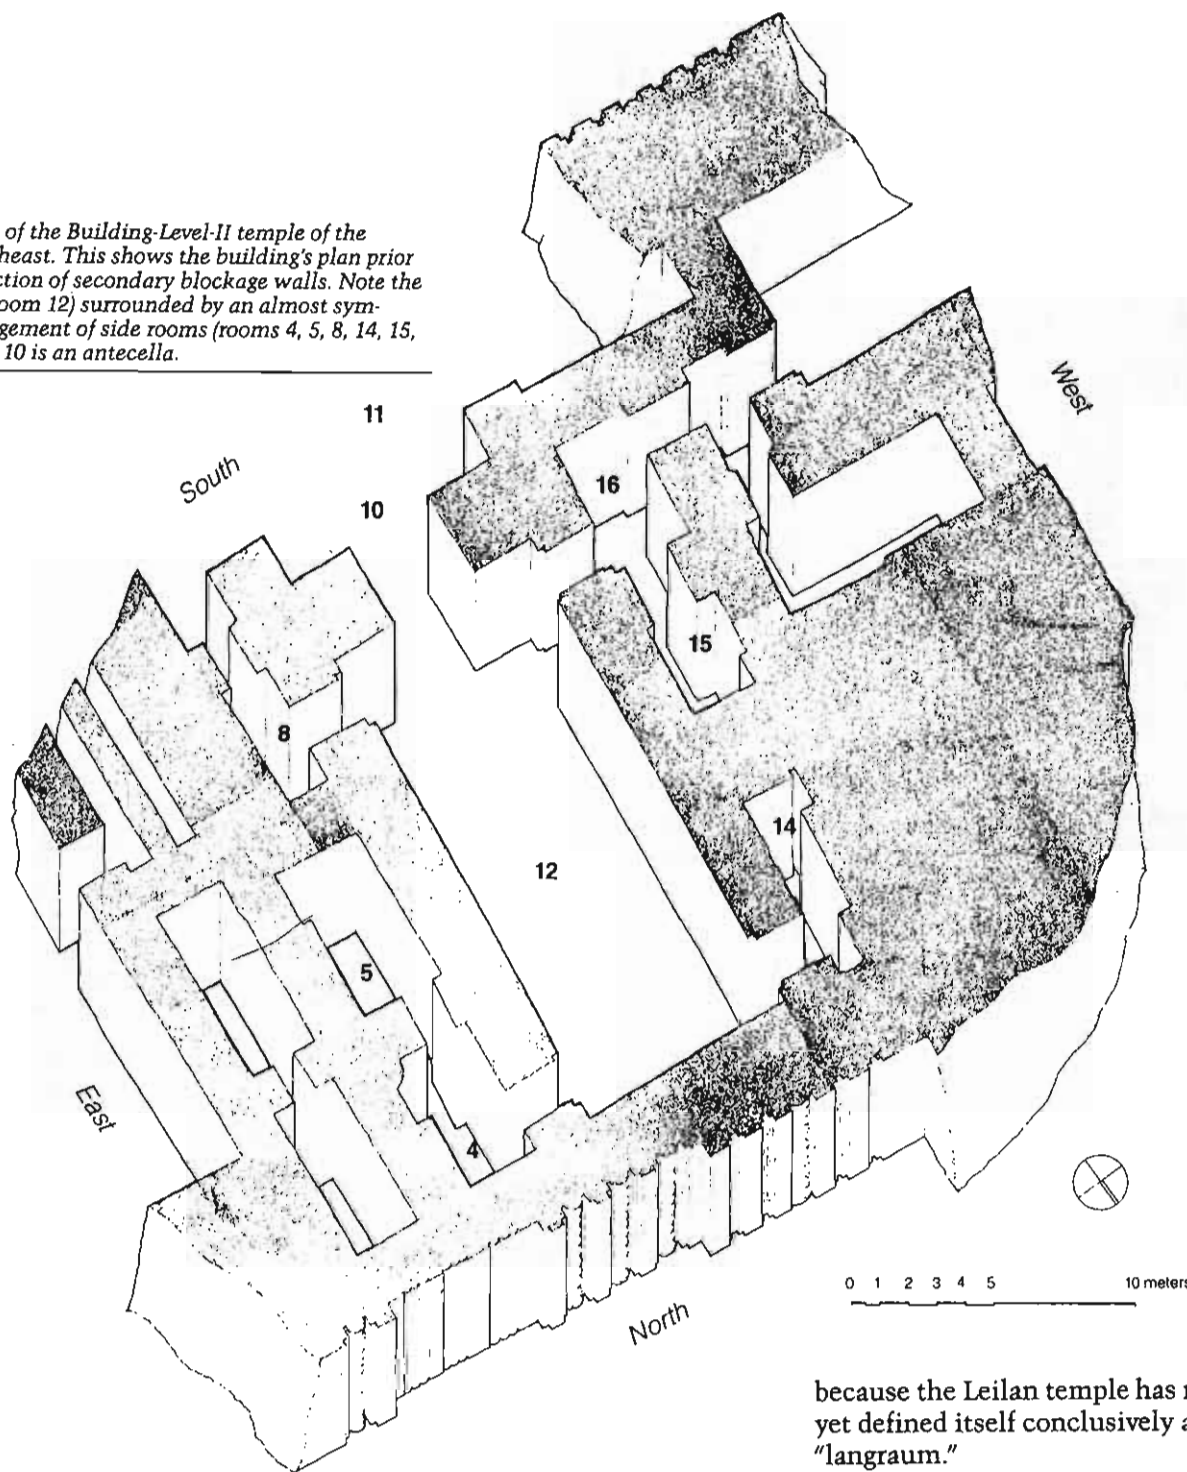 of the Building-Level-II temple of the
heast. This shows the building's plan prior
ction of secondary blockage walls. Note the
oom 12) surrounded by an almost sym-
gement of side rooms (rooms 4, 5, 8, 14, 15,
10 is an antecella.
11
West
South
16
10
15
8
14
12
5
East
4
0 1 2 3 4 5 10 meters
North
because the Leilan temple has
yet defined itself conclusively a
"langraum."